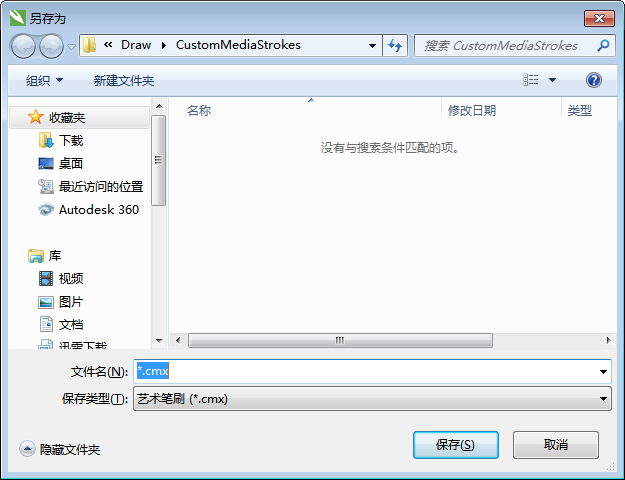 另存为
« Draw ▸ CustomMediaStrokes
搜索 CustomMediaStrokes
组织
新建文件夹
名称
修改日期
类型
收藏夹
下载
桌面
最近访问的位置
Autodesk 360
库
视频
图片
文档
迅雷下载
没有与搜索条件匹配的项。
文件名(N):
*.cmx
保存类型(T):
艺术笔刷 (*.cmx)
隐藏文件夹
保存(S)
取消